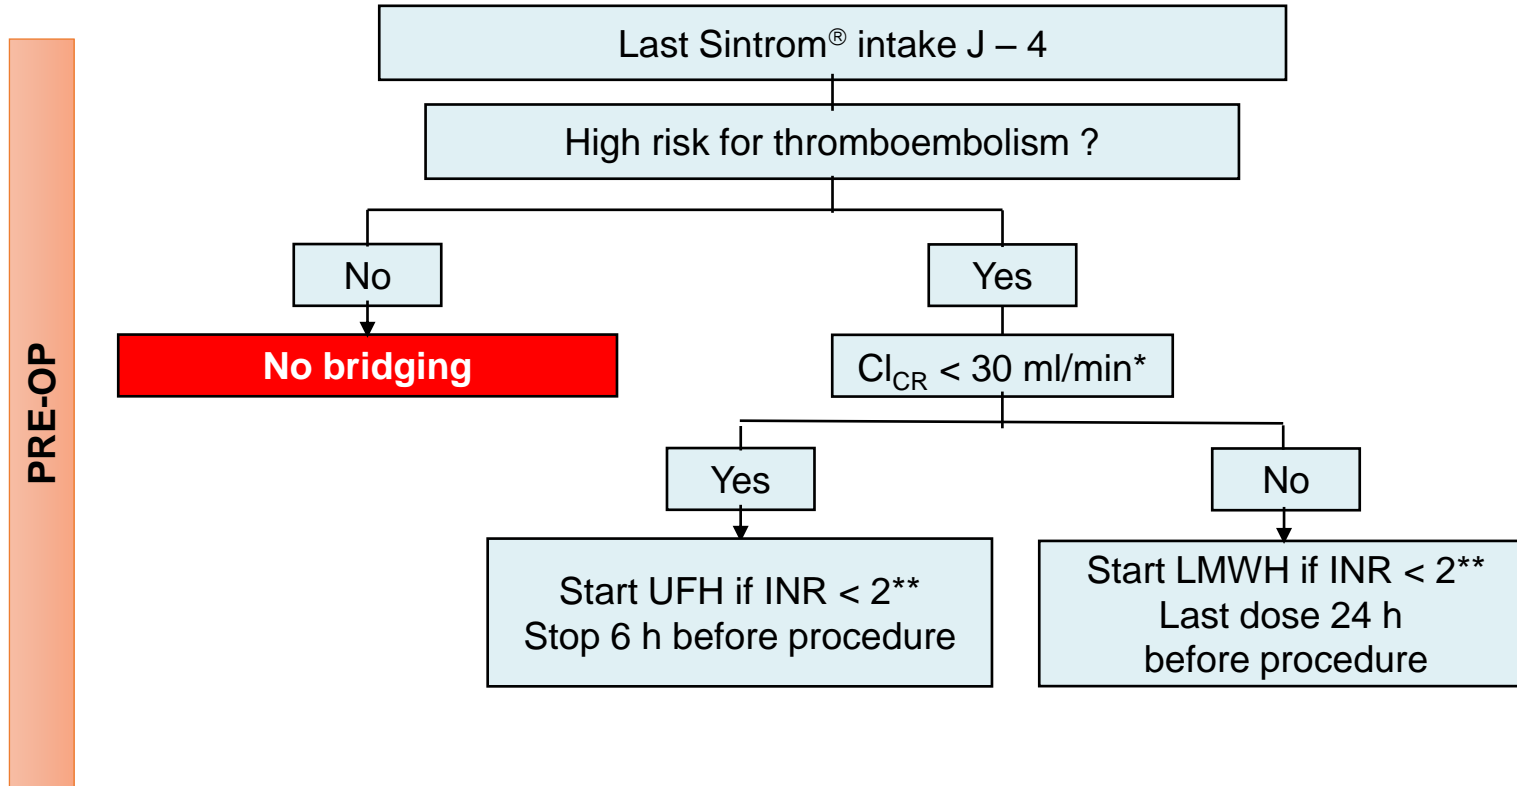 PRE-OP
Last Sintrom® intake J – 4
High risk for thromboembolism ?
No
Yes
No bridging
ClCR < 30 ml/min*
Yes
No
Start UFH if INR < 2**
Stop 6 h before procedure
Start LMWH if INR < 2**
Last dose 24 h
before procedure